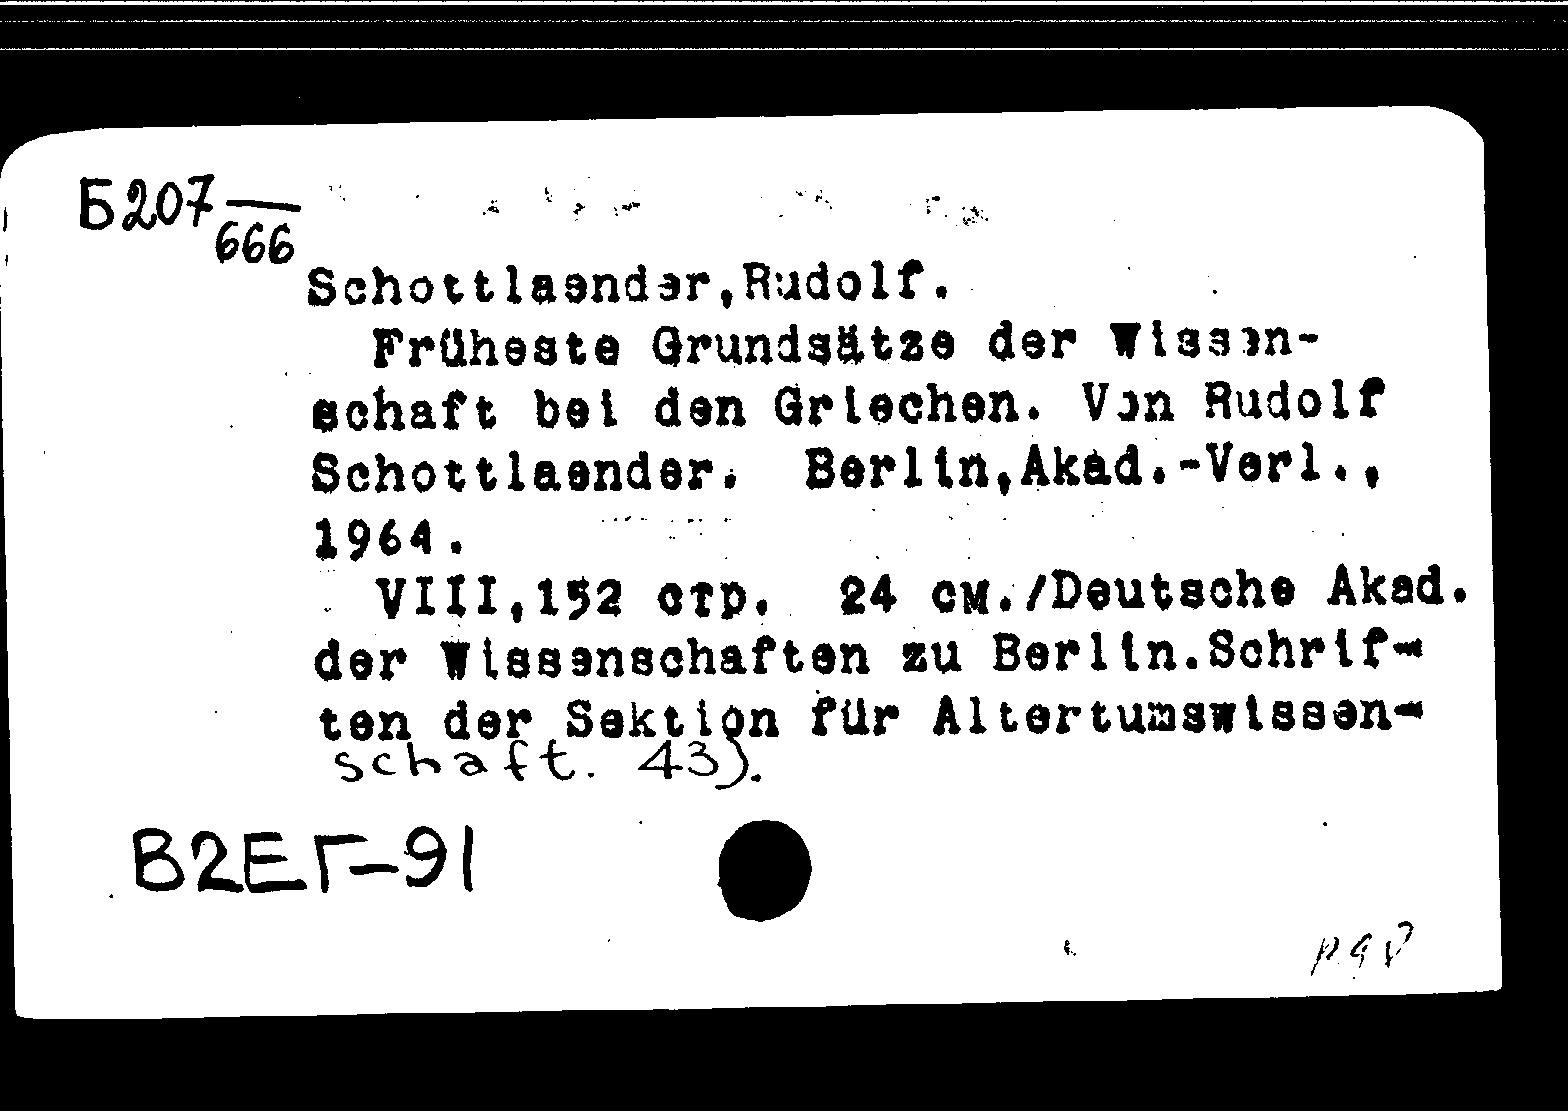 Б207
666
Schottlaender,Rudolf.
Früheste Grundsätze der Wissen-
schaft bei den Griechen. Von Rudolf
Schottlaender. Berlin,Akad.-Verl.,
1964.
VIII,152 стр. 24 см./Deutsche Akad.
der Wissenschaften zu Berlin.Schrif-
ten der Sektion für Altertumswissen-
schaft. 43).
В2ЕГ-91